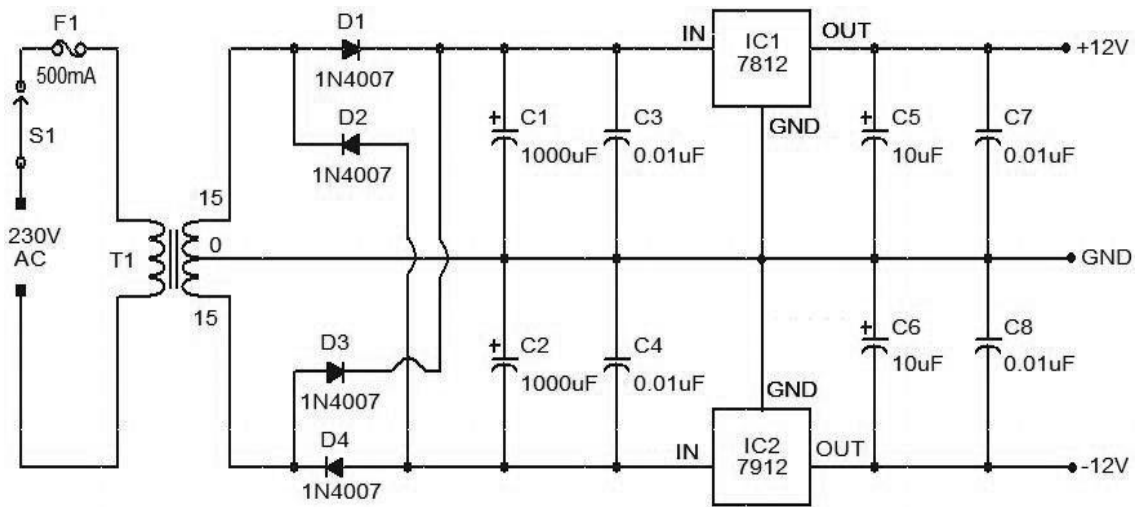 F1
500mA
S1
230V
AC
T1
15
0
15
D1
1N4007
D2
1N4007
D3
1N4007
D4
1N4007
+
C1
1000uF
C3
0.01uF
+
C2
1000uF
C4
0.01uF
IN
IC1
7812
OUT
GND
GND
IN
IC2
7912
OUT
+
C5
10uF
C7
0.01uF
+
C6
10uF
C8
0.01uF
+12V
GND
-12V